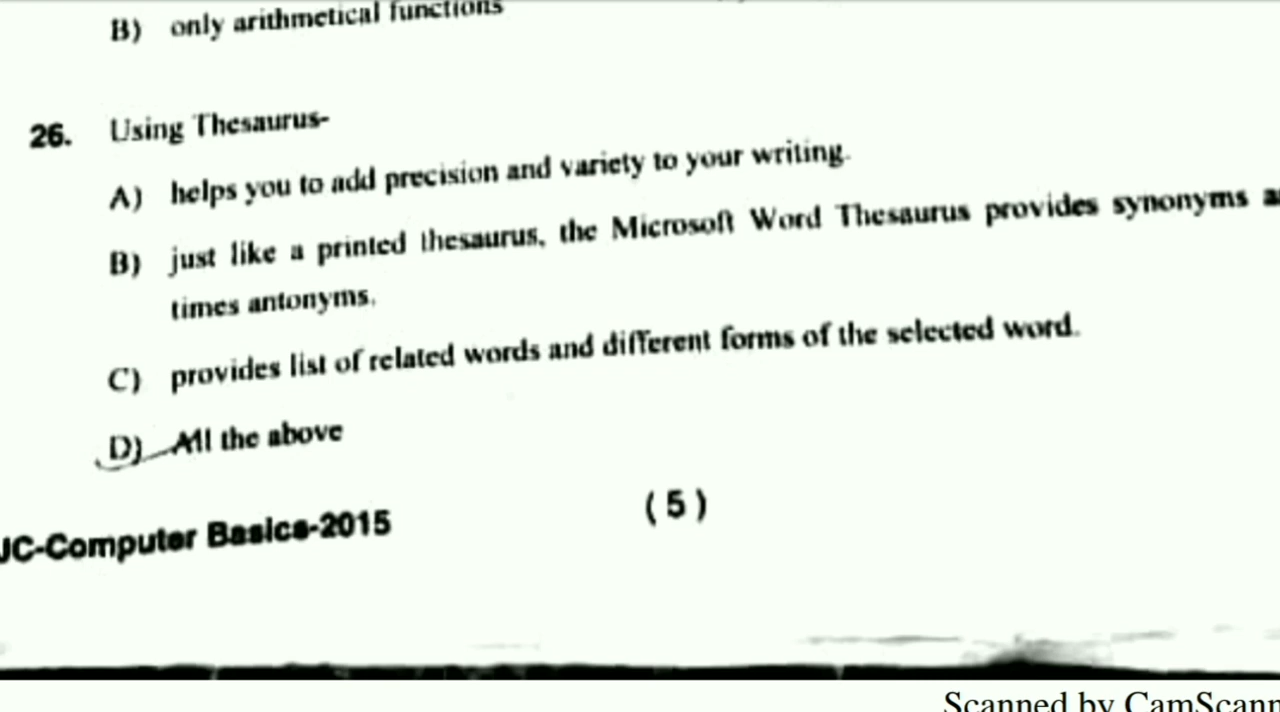 B) only arithmetical functions
26. Using Thesaurus-
A) helps you to add precision and variety to your writing.
B) just like a printed thesaurus, the Microsoft Word Thesaurus provides synonyms
times antonyms.
C) provides list of related words and different forms of the selected word.
D) All the above
JC-Computer Basics-2015
( 5 )
Scanned by CamScann